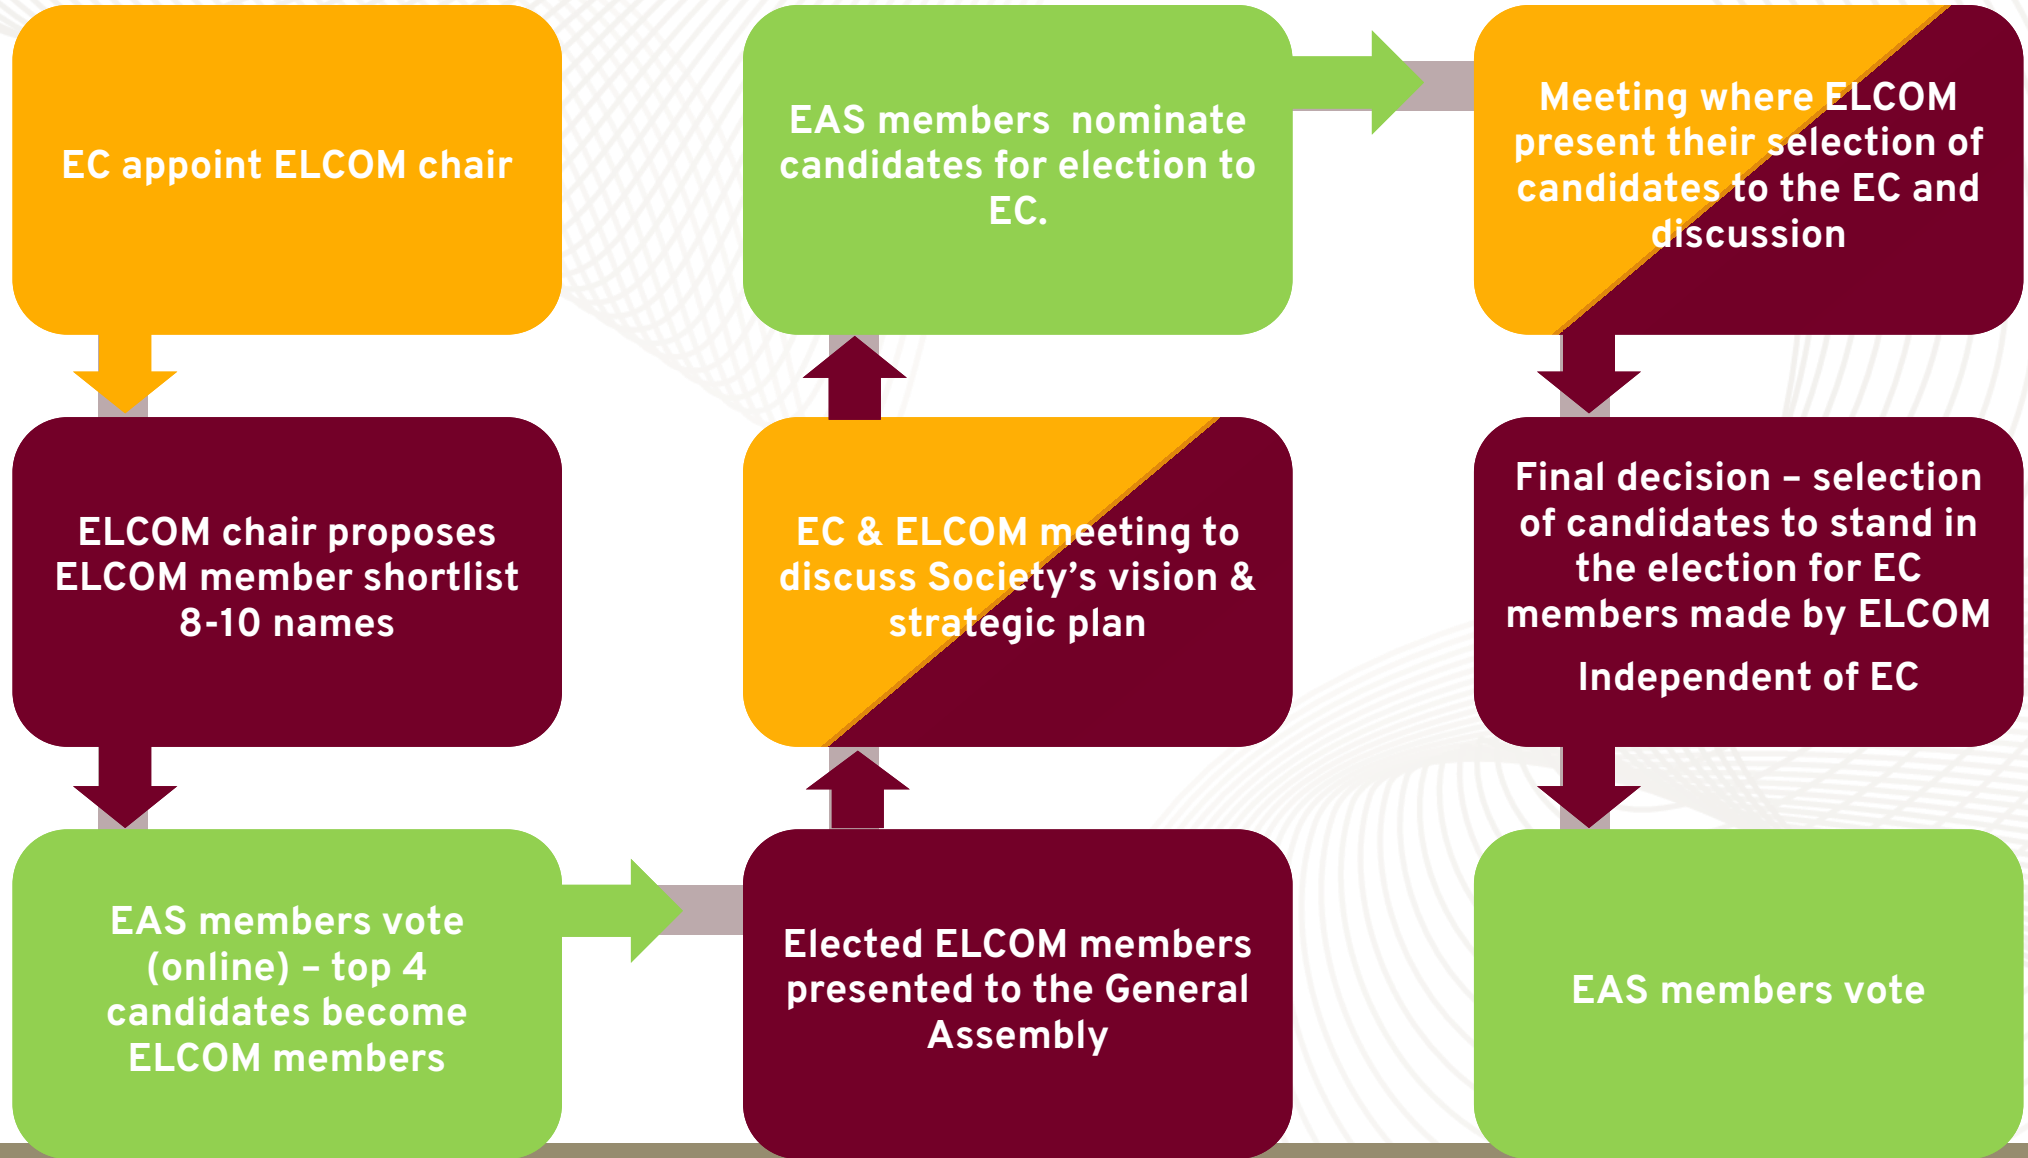 EC appoint ELCOM chair
ELCOM chair proposes
ELCOM member shortlist
8-10 names
EAS members vote
(online) – top 4
candidates become
ELCOM members
Elected ELCOM members
presented to the General
Assembly
EC & ELCOM meeting to
discuss Society’s vision &
strategic plan
EAS members nominate
candidates for election to
EC.
Meeting where ELCOM
present their selection of
candidates to the EC and
discussion
Final decision – selection
of candidates to stand in
the election for EC
members made by ELCOM
Independent of EC
EAS members vote